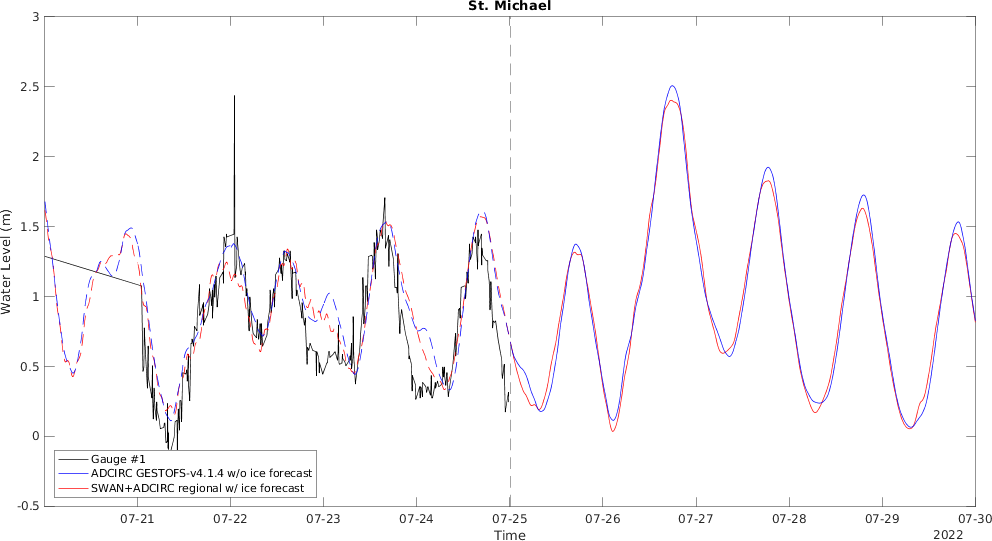 St. Michael
3
2.5
2
1.5
1
0.5
0
-0.5
Water Level (m)
Gauge #1
ADCIRC GESTOFS-v4.1.4 w/o ice forecast
SWAN+ADCIRC regional w/ ice forecast
07-21 07-22 07-23 07-24 07-25 07-26 07-27 07-28 07-29 07-30
Time
2022